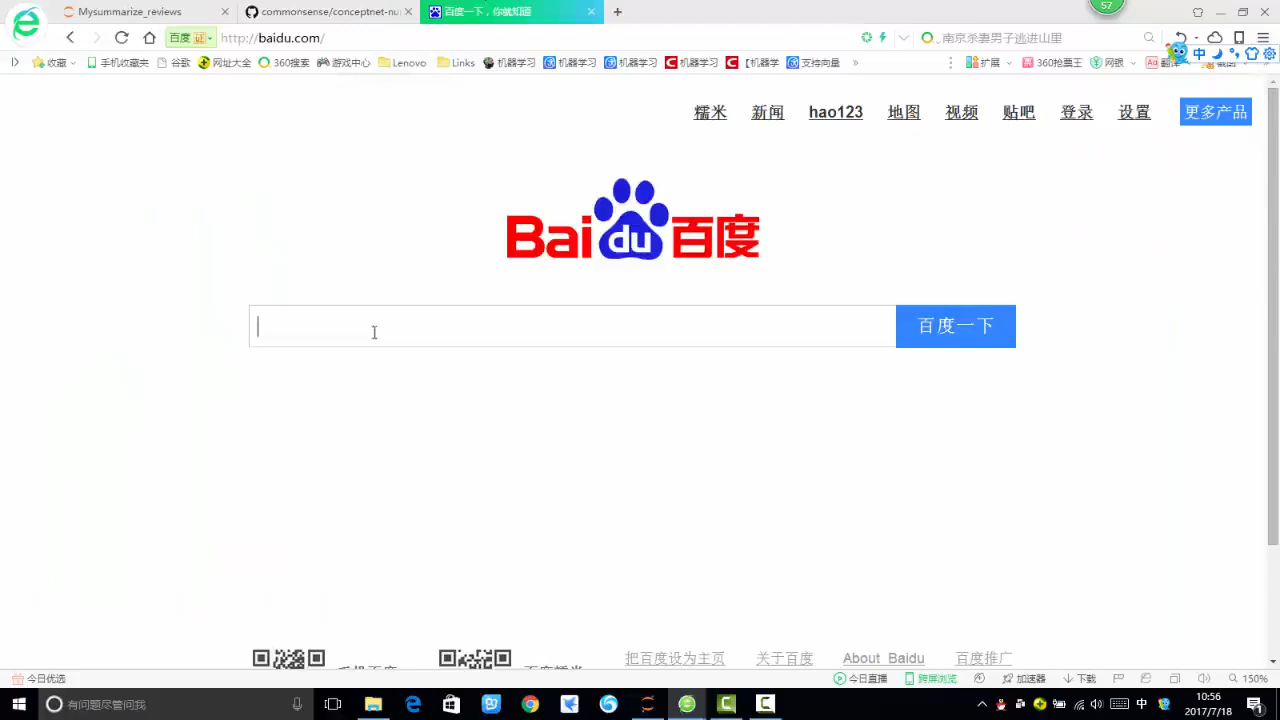 Mysummarize_reviews
commonsense/conceptnet-nu
百度一下，你就知道
57
百度 证 http://baidu.com/
南京杀妻男子逃进山里
中
收藏 手机收藏夹 谷歌 网址大全 360搜索 游戏中心 Lenovo Links 机器学习 机器学习 机器学习 机器学习 【机器学 支持向量 » 扩展 360抢票王 网银 翻译
糯米 新闻 hao123 地图 视频 贴吧 登录 设置 更多产品
Bai du 百度
百度一下
把百度设为主页 关于百度 About Baidu 百度推广
今日优选 今日直播 跨屏浏览 加速器 下载 150%
有问题尽管问我
中
10:56
2017/7/18